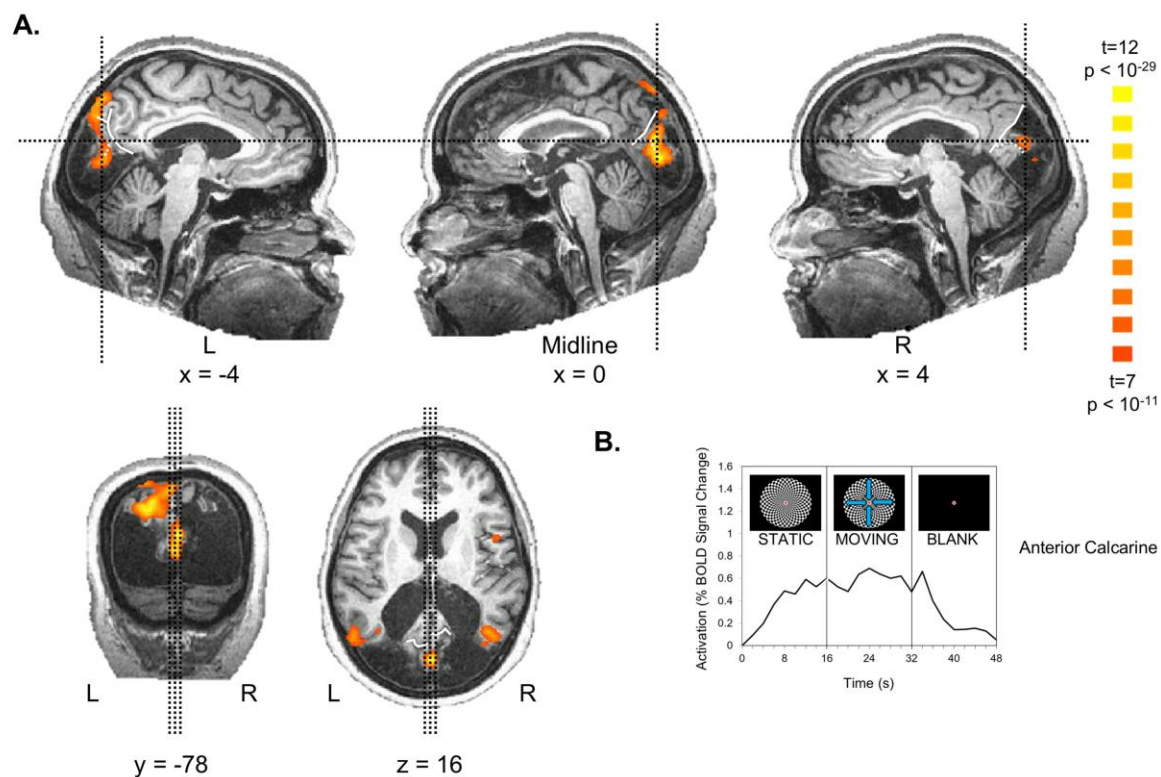 A.
t=12
p < 10-29
L
x = -4
Midline
x = 0
R
x = 4
t=7
p < 10-11
L
R
y = -78
L
R
z = 16
B.
Activation (% BOLD Signal Change)
1.6
1.4
1.2
1
0.8
0.6
0.4
0.2
0
STATIC
MOVING
BLANK
0
8
16
24
32
40
48
Time (s)
Anterior Calcarine